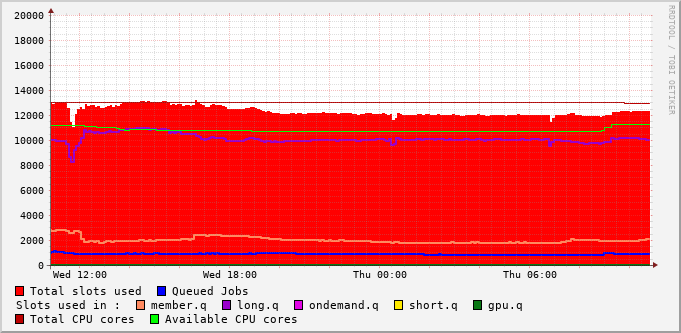 20000
18000
16000
14000
12000
10000
8000
6000
4000
2000
0
Wed 12:00 Wed 18:00 Thu 00:00 Thu 06:00
RRDTOOL / TOBI OETIKER
Total slots used Queued Jobs
Slots used in : member.q long.q ondemand.q short.q gpu.q
Total CPU cores Available CPU cores